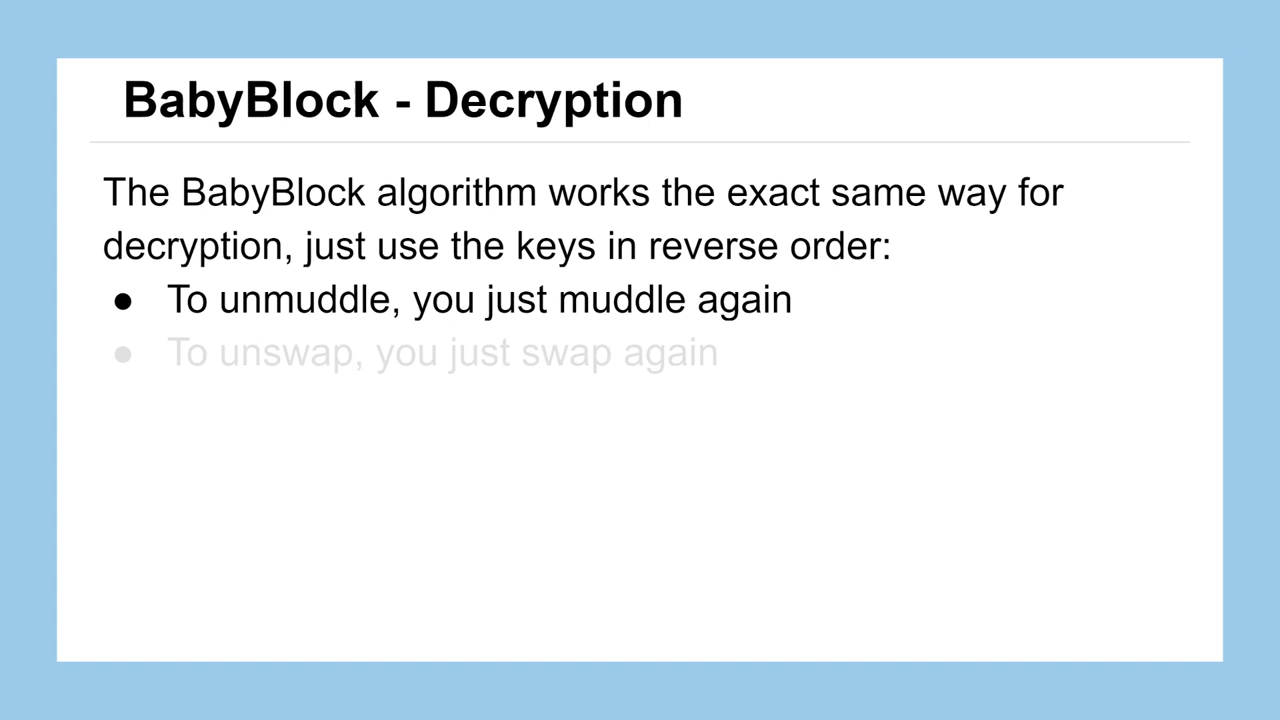 BabyBlock - Decryption
The BabyBlock algorithm works the exact same way for
decryption, just use the keys in reverse order:
● To unmuddle, you just muddle again
● To unswap, you just swap again